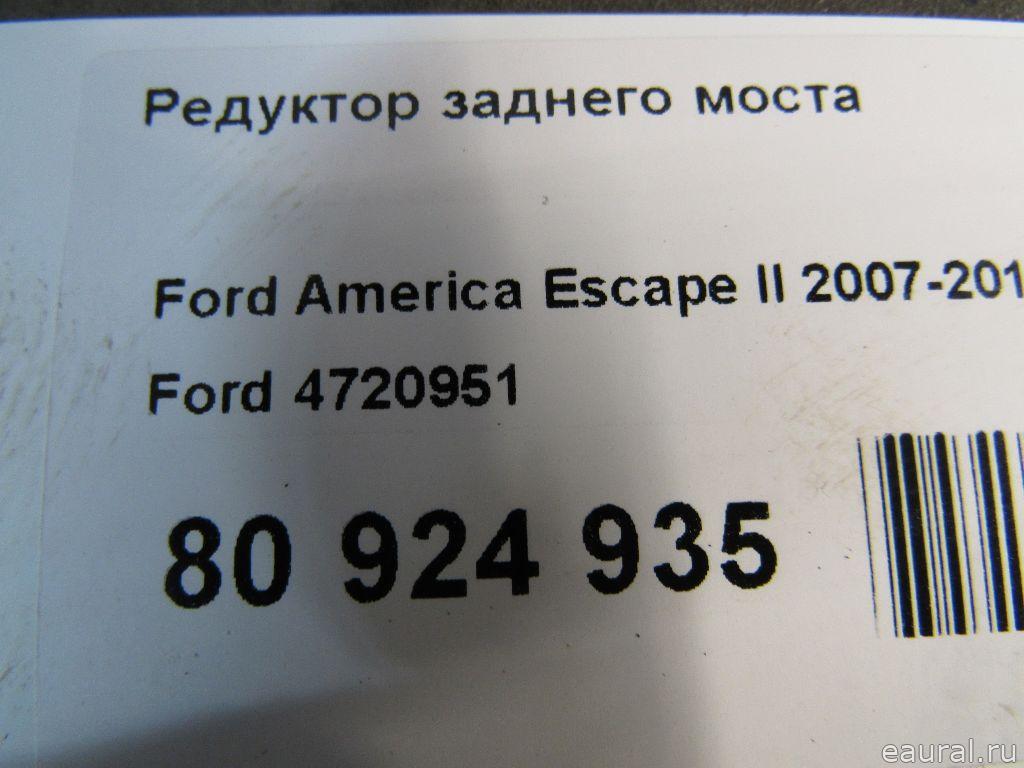 Редуктор заднего моста
Ford America Escape II 2007-201
Ford 4720951
80 924 935
eaural.ru